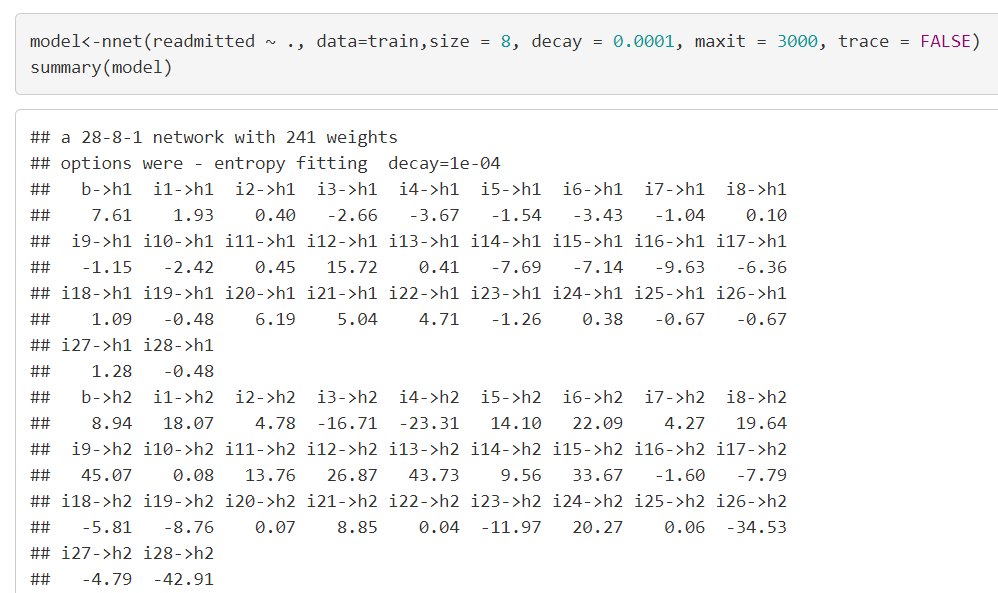 model<-nnet(readmitted ~ ., data=train,size = 8, decay = 0.0001, maxit = 3000, trace = FALSE)
summary(model)
## a 28-8-1 network with 241 weights
## options were - entropy fitting  decay=1e-04
##   b->h1  i1->h1  i2->h1  i3->h1  i4->h1  i5->h1  i6->h1  i7->h1  i8->h1
##    7.61    1.93    0.40   -2.66   -3.67   -1.54   -3.43   -1.04    0.10
##  i9->h1 i10->h1 i11->h1 i12->h1 i13->h1 i14->h1 i15->h1 i16->h1 i17->h1
##   -1.15   -2.42    0.45   15.72    0.41   -7.69   -7.14   -9.63   -6.36
## i18->h1 i19->h1 i20->h1 i21->h1 i22->h1 i23->h1 i24->h1 i25->h1 i26->h1
##    1.09   -0.48    6.19    5.04    4.71   -1.26    0.38   -0.67   -0.67
## i27->h1 i28->h1
##    1.28   -0.48
##   b->h2  i1->h2  i2->h2  i3->h2  i4->h2  i5->h2  i6->h2  i7->h2  i8->h2
##    8.94   18.07    4.78  -16.71  -23.31   14.10   22.09    4.27   19.64
##  i9->h2 i10->h2 i11->h2 i12->h2 i13->h2 i14->h2 i15->h2 i16->h2 i17->h2
##   45.07    0.08   13.76   26.87   43.73    9.56   33.67   -1.60   -7.79
## i18->h2 i19->h2 i20->h2 i21->h2 i22->h2 i23->h2 i24->h2 i25->h2 i26->h2
##   -5.81   -8.76    0.07    8.85    0.04  -11.97   20.27    0.06  -34.53
## i27->h2 i28->h2
##   -4.79  -42.91